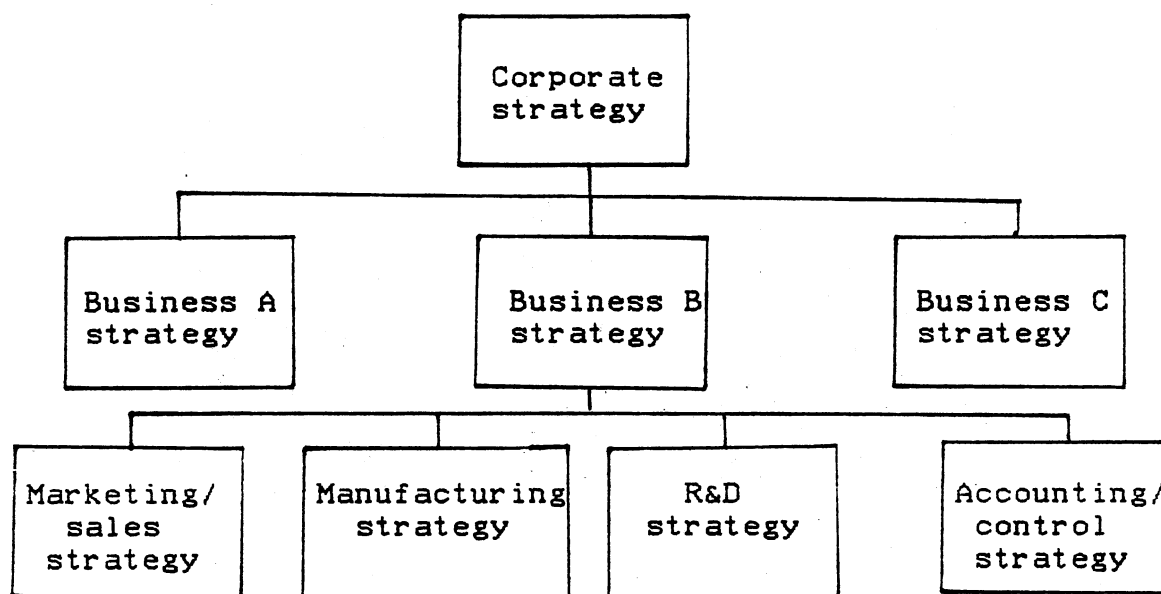 Corporate
strategy
Business A
strategy
Business B
strategy
Business C
strategy
Marketing/
sales
strategy
Manufacturing
strategy
R&D
strategy
Accounting/
control
strategy